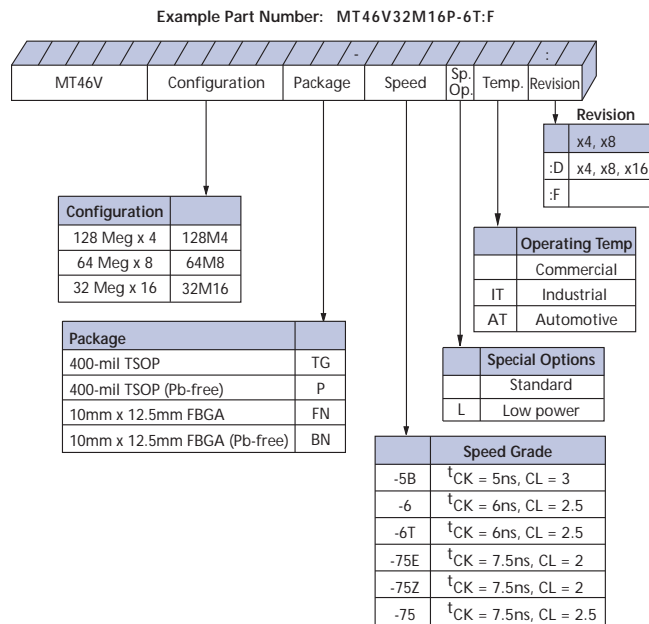 Example Part Number: MT46V32M16P-6T:F
- :
MT46V Configuration Package Speed Sp. Op. Temp. Revision
Revision
x4, x8
:D x4, x8, x16
:F
Configuration
128 Meg x 4 128M4
64 Meg x 8 64M8
32 Meg x 16 32M16
Operating Temp
Commercial
IT Industrial
AT Automotive
Package
400-mil TSOP TG
400-mil TSOP (Pb-free) P
10mm x 12.5mm FBGA FN
10mm x 12.5mm FBGA (Pb-free) BN
Special Options
Standard
L Low power
Speed Grade
-5B tCK = 5ns, CL = 3
-6 tCK = 6ns, CL = 2.5
-6T tCK = 6ns, CL = 2.5
-75E tCK = 7.5ns, CL = 2
-75Z tCK = 7.5ns, CL = 2
-75 tCK = 7.5ns, CL = 2.5